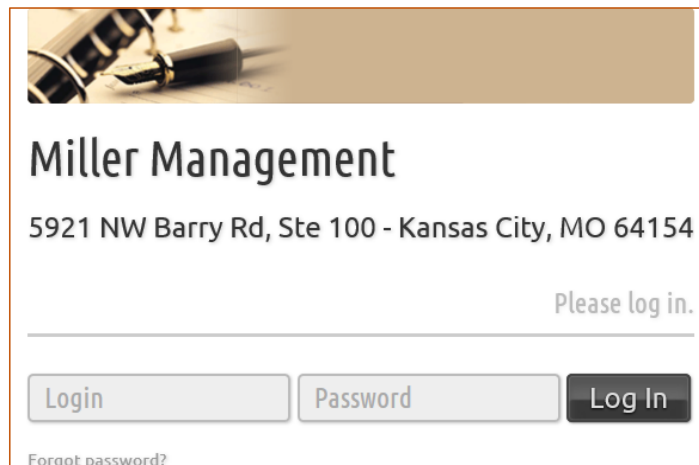 Miller Management
5921 NW Barry Rd, Ste 100 - Kansas City, MO 64154
Please log in.
Login Password Log In
Forgot password?